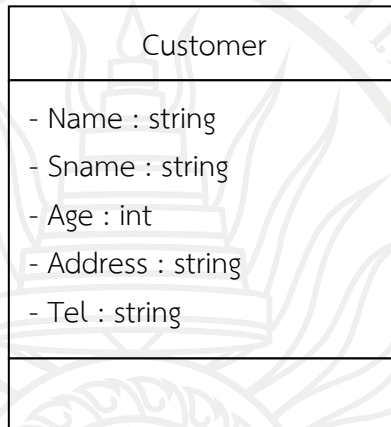 Customer
- Name : string
- Sname : string
- Age : int
- Address : string
- Tel : string